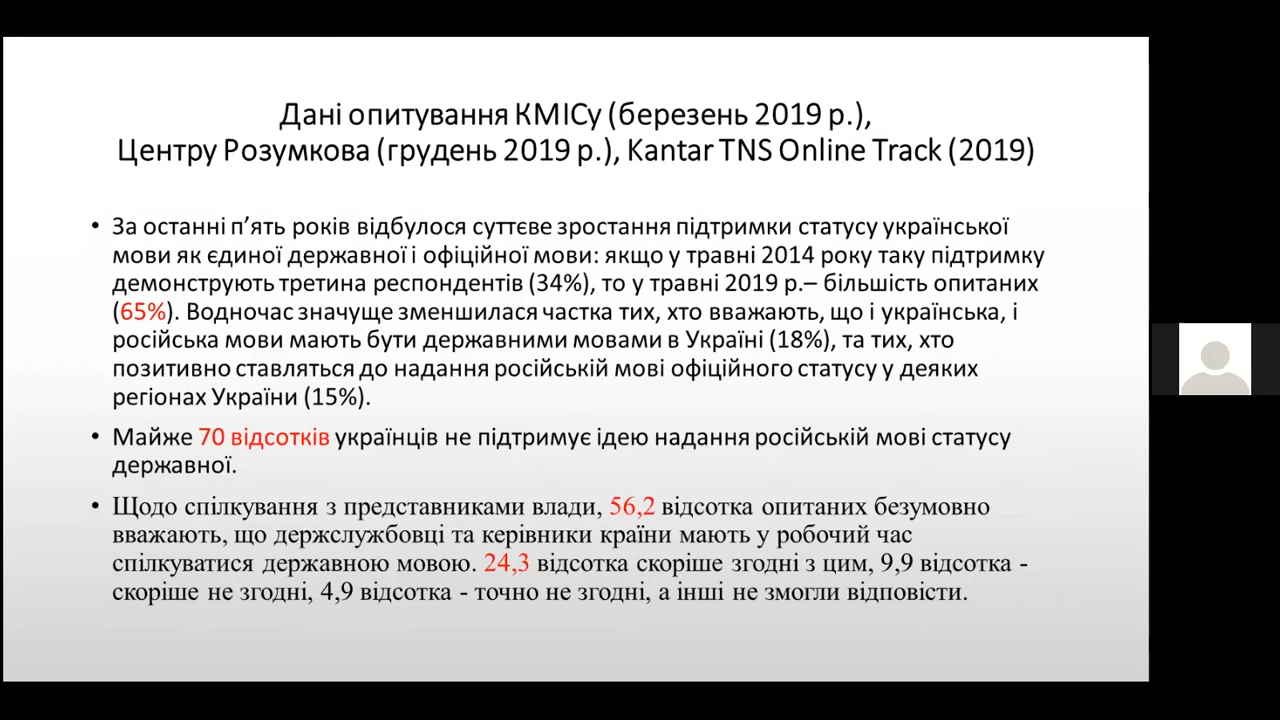 Дані опитування КМІСу (березень 2019 р.),
Центру Розумкова (грудень 2019 р.), Kantar TNS Online Track (2019)
• За останні п’ять років відбулося суттєве зростання підтримки статусу української
мови як єдиної державної і офіційної мови: якщо у травні 2014 року таку підтримку
демонструють третина респондентів (34%), то у травні 2019 р.– більшість опитаних
(65%). Водночас значуще зменшилася частка тих, хто вважають, що і українська, і
російська мови мають бути державними мовами в Україні (18%), та тих, хто
позитивно ставляться до надання російській мові офіційного статусу у деяких
регіонах України (15%).
• Майже 70 відсотків українців не підтримує ідею надання російській мові статусу
державної.
• Щодо спілкування з представниками влади, 56,2 відсотка опитаних безумовно
вважають, що держслужбовці та керівники країни мають у робочий час
спілкуватися державною мовою. 24,3 відсотка скоріше згодні з цим, 9,9 відсотка -
скоріше не згодні, 4,9 відсотка - точно не згодні, а інші не змогли відповісти.